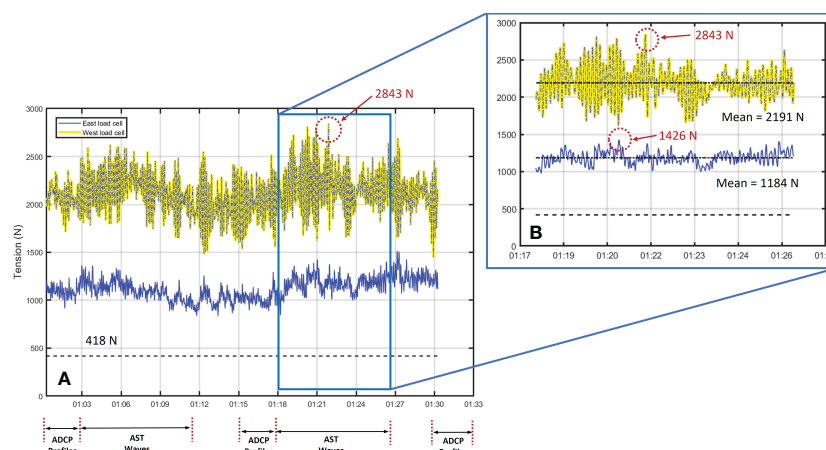 2843 N
East load cell
West load cell
Tension (N)
3000
2500
2000
1500
1000
500
0
418 N
A
01:03
01:06
01:09
01:12
01:15
01:18
01:21
01:24
01:27
01:30
01:33
ADCP
AST
Waves
ADCP
AST
Waves
ADCP
3000
2500
2000
1500
1000
500
0
2843 N
Mean = 2191 N
1426 N
Mean = 1184 N
B
01:17
01:19
01:20
01:22
01:23
01:24
01:26